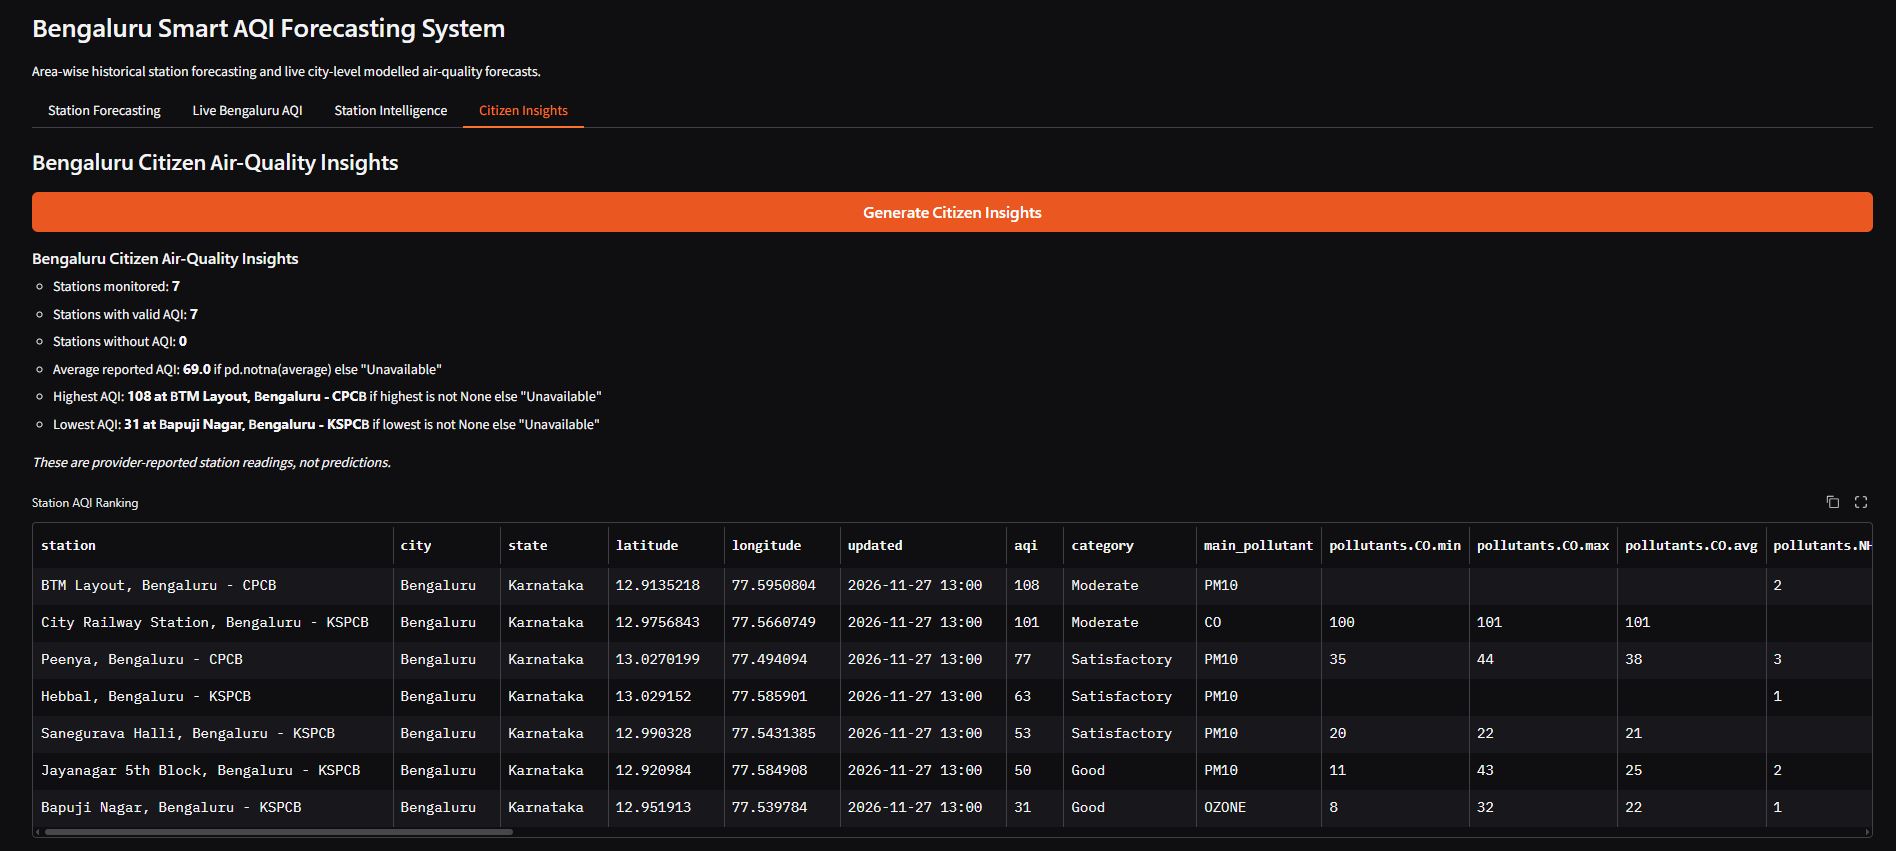 Bengaluru Smart AQI Forecasting System
Area-wise historical station forecasting and live city-level modelled air-quality forecasts.
Station Forecasting Live Bengaluru AQI Station Intelligence Citizen Insights
Bengaluru Citizen Air-Quality Insights
Generate Citizen Insights
Bengaluru Citizen Air-Quality Insights
Stations monitored: 7
Stations with valid AQI: 7
Stations without AQI: 0
Average reported AQI: 69.0 if pd.notna(average) else "Unavailable"
Highest AQI: 108 at BTM Layout, Bengaluru - CPCB if highest is not None else "Unavailable"
Lowest AQI: 31 at Bapuji Nagar, Bengaluru - KSPCB if lowest is not None else "Unavailable"
These are provider-reported station readings, not predictions.
Station AQI Ranking
station city state latitude longitude updated aqi category main_pollutant pollutants.CO.min pollutants.CO.max pollutants.CO.avg pollutants.NH
BTM Layout, Bengaluru - CPCB Bengaluru Karnataka 12.9135218 77.5950804 2026-11-27 13:00 108 Moderate PM10 2
City Railway Station, Bengaluru - KSPCB Bengaluru Karnataka 12.9756843 77.5660749 2026-11-27 13:00 101 Moderate CO 100 101 101
Peenya, Bengaluru - CPCB Bengaluru Karnataka 13.0270199 77.494094 2026-11-27 13:00 77 Satisfactory PM10 35 44 38 3
Hebbal, Bengaluru - KSPCB Bengaluru Karnataka 13.029152 77.585901 2026-11-27 13:00 63 Satisfactory PM10 1
Sanegurava Halli, Bengaluru - KSPCB Bengaluru Karnataka 12.990328 77.5431385 2026-11-27 13:00 53 Satisfactory PM10 20 22 21
Jayanagar 5th Block, Bengaluru - KSPCB Bengaluru Karnataka 12.920984 77.584908 2026-11-27 13:00 50 Good PM10 11 43 25 2
Bapuji Nagar, Bengaluru - KSPCB Bengaluru Karnataka 12.951913 77.539784 2026-11-27 13:00 31 Good OZONE 8 32 22 1